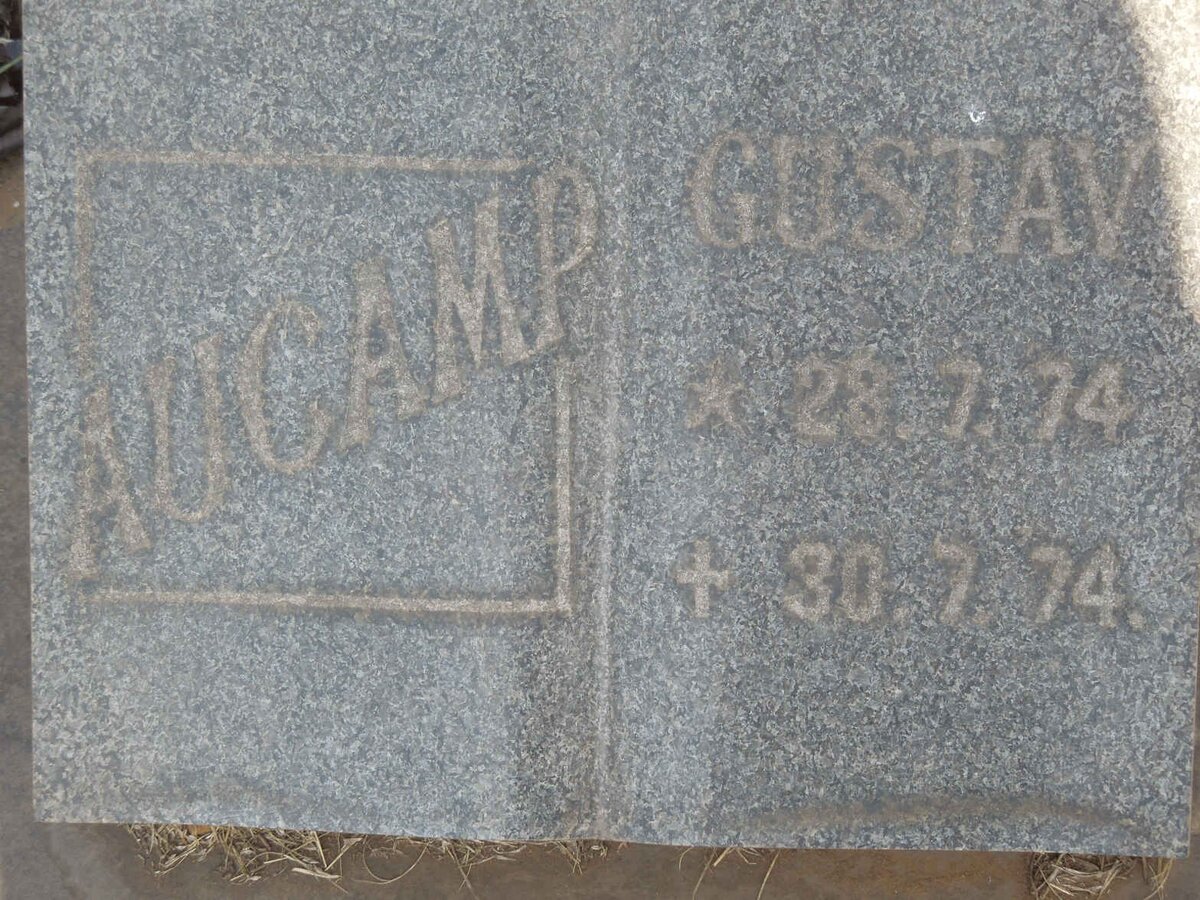 AUCAMP
GUSTAV
* 28.7.74
✝ 30.7.74.